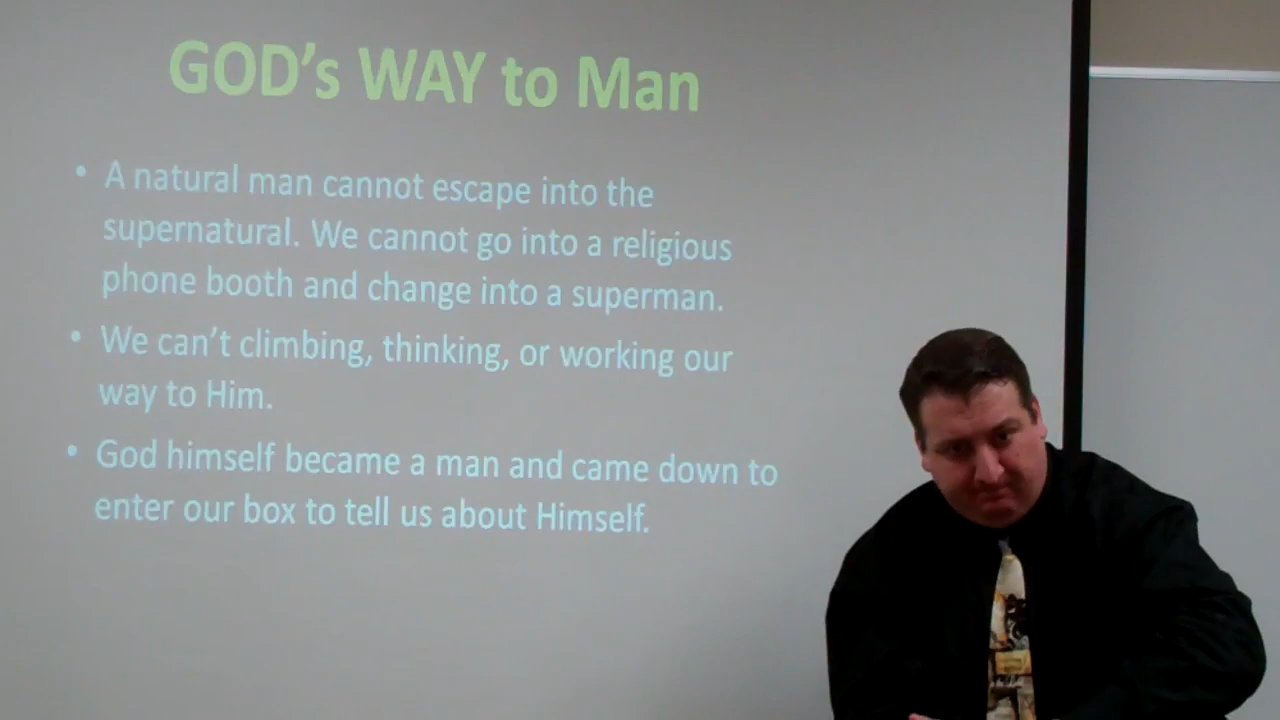 GOD's WAY to Man
• A natural man cannot escape into the
supernatural. We cannot go into a religious
phone booth and change into a superman.
• We can't climbing, thinking, or working our
way to Him.
• God himself became a man and came down to
enter our box to tell us about Himself.